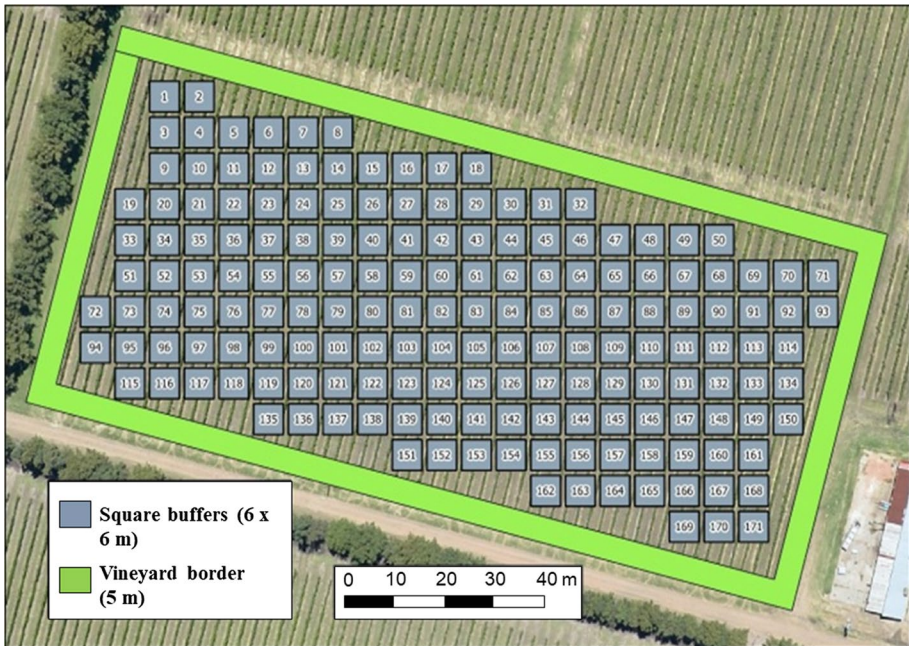 1 2
3 4 5 6 7 8
9 10 11 12 13 14 15 16 17 18
19 20 21 22 23 24 25 26 27 28 29 30 31 32
33 34 35 36 37 38 39 40 41 42 43 44 45 46 47 48 49 50
51 52 53 54 55 56 57 58 59 60 61 62 63 64 65 66 67 68 69 70 71
72 73 74 75 76 77 78 79 80 81 82 83 84 85 86 87 88 89 90 91 92 93
94 95 96 97 98 99 100 101 102 103 104 105 106 107 108 109 110 111 112 113 114
115 116 117 118 119 120 121 122 123 124 125 126 127 128 129 130 131 132 133 134
135 136 137 138 139 140 141 142 143 144 145 146 147 148 149 150
151 152 153 154 155 156 157 158 159 160 161
162 163 164 165 166 167 168
169 170 171
Square buffers (6 x
6 m)
Vineyard border
(5 m)
0 10 20 30 40 m